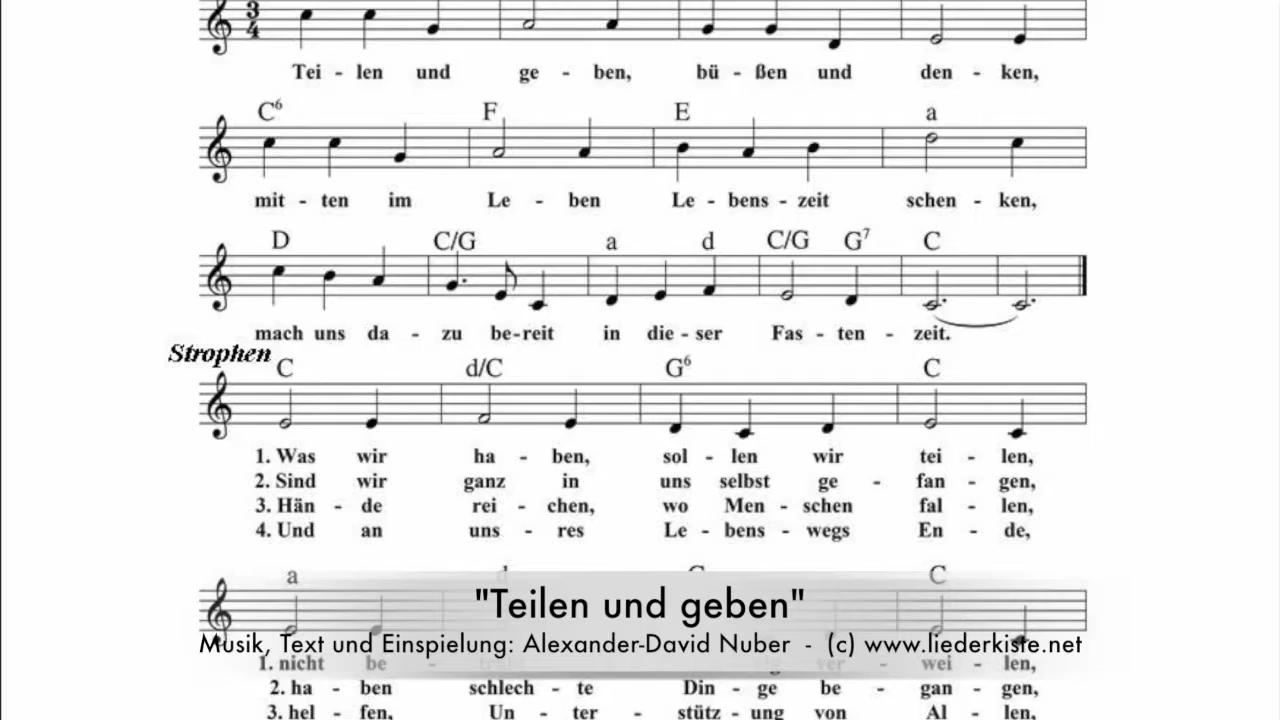 3
4
Tei - len und ge - ben, bü - ßen und den - ken,
C6 F E a
mit - ten im Le - ben Le - bens - zeit schen - ken,
D C/G a d C/G G7 C
mach uns da - zu be-reit in die - ser Fas - ten - zeit.
Strophen
C d/C G6 C
1. Was wir ha - ben, sol - len wir tei - len,
2. Sind wir ganz in uns selbst ge - fan - gen,
3. Hän - de rei - chen, wo Men - schen fal - len,
4. Und an uns - res Le - bens - wegs En - de,
a C
"Teilen und geben"
Musik, Text und Einspielung: Alexander-David Nuber - (c) www.liederkiste.net
1. nicht be - ver - wei - len,
2. ha - ben schlech - te Din - ge be - gan - gen,
3. hel - fen, Un - ter - stütz - ung von Al - len,